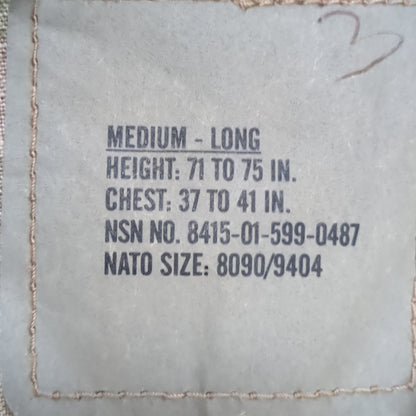 3
MEDIUM - LONG
HEIGHT: 71 TO 75 IN.
CHEST: 37 TO 41 IN.
NSN NO. 8415-01-599-0487
NATO SIZE: 8090/9404